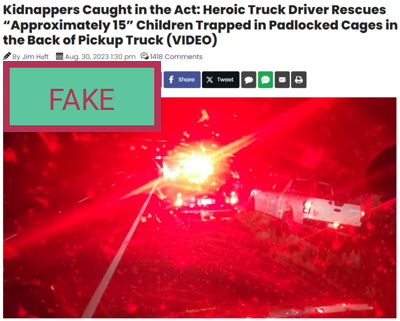 Kidnappers Caught in the Act: Heroic Truck Driver Rescues
“Approximately 15” Children Trapped in Padlocked Cages in
the Back of Pickup Truck (VIDEO)
By Jim Hoft Aug. 30, 2023 1:30 pm 1418 Comments
Share Tweet
FAKE